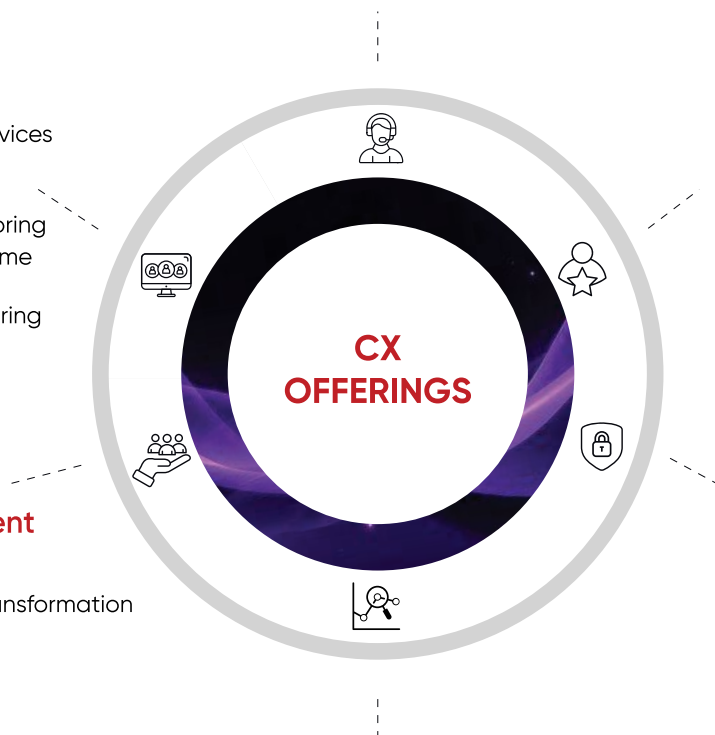 vices
oring
me
ring
CX
OFFERINGS
ent
nsformation